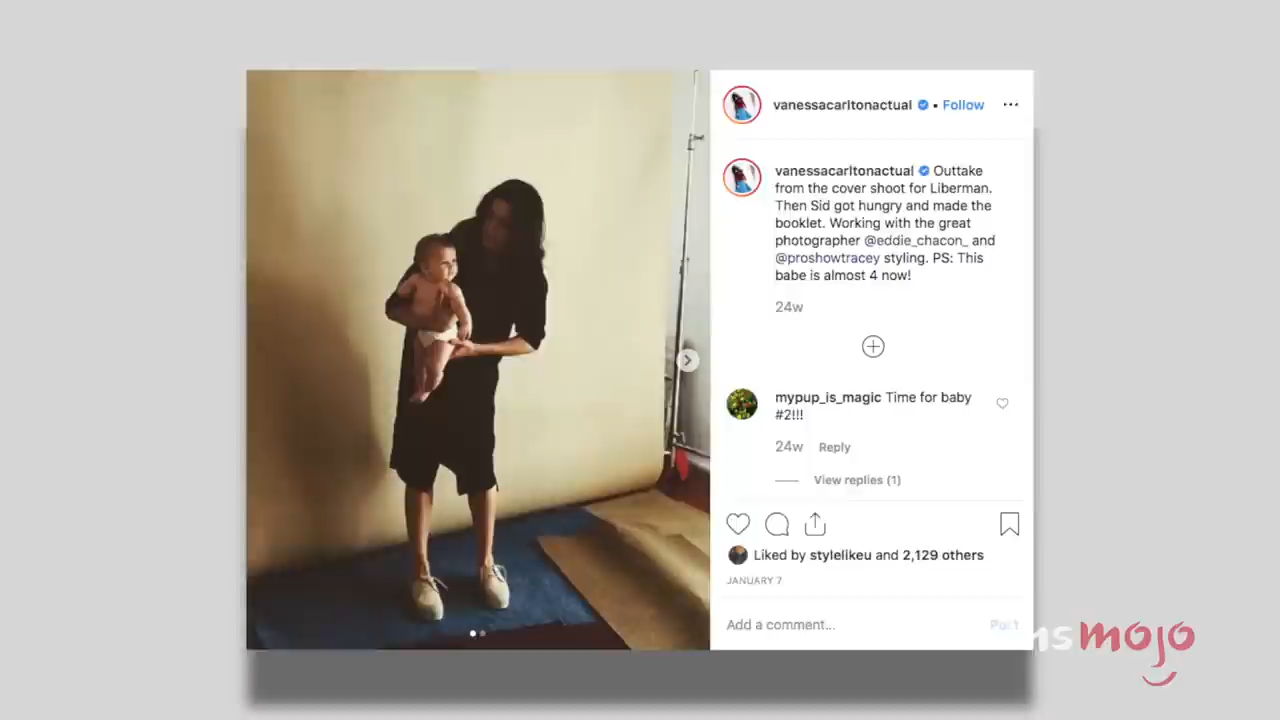 vanessacarltonactual • Follow
vanessacarltonactual Outtake
from the cover shoot for Liberman.
Then Sid got hungry and made the
booklet. Working with the great
photographer @eddie_chacon_ and
@proshowtracey styling. PS: This
babe is almost 4 now!
24w
mypup_is_magic Time for baby
#2!!!
24w Reply
View replies (1)
Liked by stylelikeu and 2,129 others
JANUARY 7
Add a comment...
Post
nsmojo